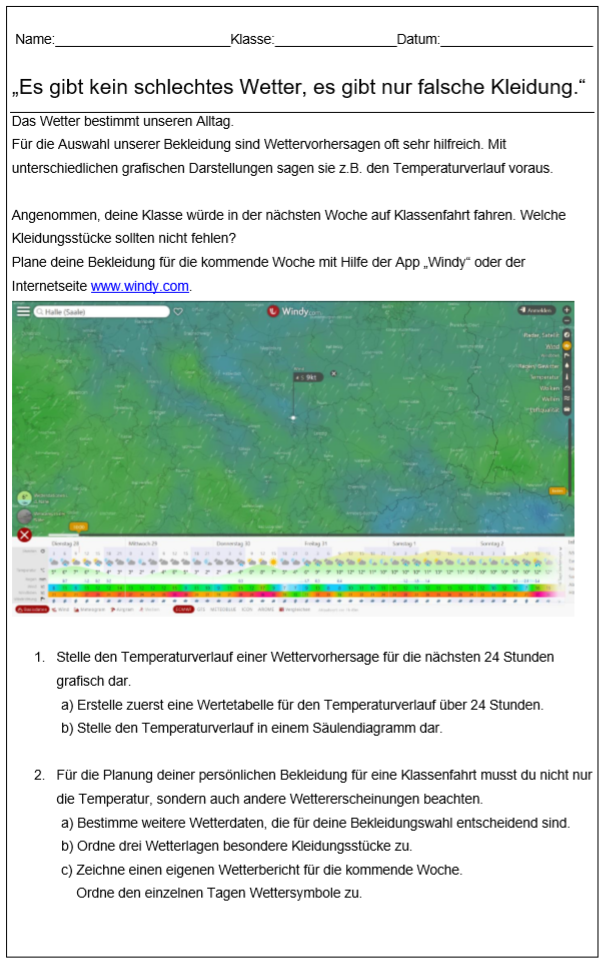 Name:______________________Klasse:_______________Datum:___________________
„Es gibt kein schlechtes Wetter, es gibt nur falsche Kleidung.“
Das Wetter bestimmt unseren Alltag.
Für die Auswahl unserer Bekleidung sind Wettervorhersagen oft sehr hilfreich. Mit
unterschiedlichen grafischen Darstellungen sagen sie z.B. den Temperaturverlauf voraus.
Angenommen, deine Klasse würde in der nächsten Woche auf Klassenfahrt fahren. Welche
Kleidungsstücke sollten nicht fehlen?
Plane deine Bekleidung für die kommende Woche mit Hilfe der App „Windy“ oder der
Internetseite www.windy.com.
Halle (Saale)
Windy.com
Anmelden
Wind
Temperatur
Wolken
Wellen
9kt
Dienstag 28
Mittwoch 29
Donnerstag 30
Freitag 31
Samstag 1
Sonntag 2
1. Stelle den Temperaturverlauf einer Wettervorhersage für die nächsten 24 Stunden
grafisch dar.
a) Erstelle zuerst eine Wertetabelle für den Temperaturverlauf über 24 Stunden.
b) Stelle den Temperaturverlauf in einem Säulendiagramm dar.
2. Für die Planung deiner persönlichen Bekleidung für eine Klassenfahrt musst du nicht nur
die Temperatur, sondern auch andere Wettererscheinungen beachten.
a) Bestimme weitere Wetterdaten, die für deine Bekleidungswahl entscheidend sind.
b) Ordne drei Wetterlagen besondere Kleidungsstücke zu.
c) Zeichne einen eigenen Wetterbericht für die kommende Woche.
Ordne den einzelnen Tagen Wettersymbole zu.